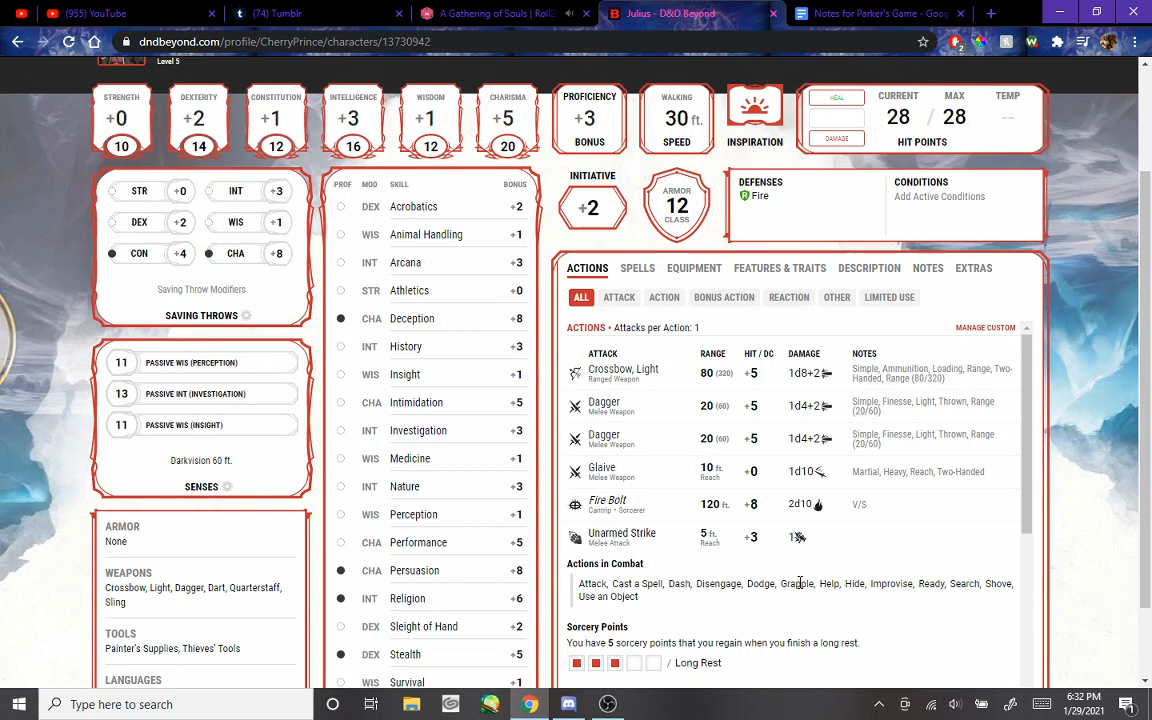 (955) YouTube
(74) Tumblr
A Gathering of Souls | Roll2
Julius - D&D Beyond
Notes for Parker's Game - Goog
dndbeyond.com/profile/CherryPrince/characters/13730942
2
Level 5
STRENGTH
+0
10
DEXTERITY
+2
14
CONSTITUTION
+1
12
INTELLIGENCE
+3
16
WISDOM
+1
12
CHARISMA
+5
20
PROFICIENCY
+3
BONUS
WALKING
30 ft.
SPEED
INSPIRATION
HEAL
DAMAGE
CURRENT MAX TEMP
28 / 28 --
HIT POINTS
STR +0 INT +3
DEX +2 WIS +1
CON +4 CHA +8
Saving Throw Modifiers
SAVING THROWS
11 PASSIVE WIS (PERCEPTION)
13 PASSIVE INT (INVESTIGATION)
11 PASSIVE WIS (INSIGHT)
Darkvision 60 ft.
SENSES
ARMOR
None
WEAPONS
Crossbow, Light, Dagger, Dart, Quarterstaff,
Sling
TOOLS
Painter's Supplies, Thieves' Tools
LANGUAGES
PROF MOD SKILL BONUS
DEX Acrobatics +2
WIS Animal Handling +1
INT Arcana +3
STR Athletics +0
CHA Deception +8
INT History +3
WIS Insight +1
CHA Intimidation +5
INT Investigation +3
WIS Medicine +1
INT Nature +3
WIS Perception +1
CHA Performance +5
CHA Persuasion +8
INT Religion +6
DEX Sleight of Hand +2
DEX Stealth +5
WIS Survival +1
INITIATIVE
+2
ARMOR
12
CLASS
DEFENSES
R Fire
CONDITIONS
Add Active Conditions
ACTIONS SPELLS EQUIPMENT FEATURES & TRAITS DESCRIPTION NOTES EXTRAS
ALL ATTACK ACTION BONUS ACTION REACTION OTHER LIMITED USE
ACTIONS • Attacks per Action: 1 MANAGE CUSTOM
ATTACK RANGE HIT / DC DAMAGE NOTES
Crossbow, Light 80 (320) +5 1d8+2 Simple, Ammunition, Loading, Range, Two-
Ranged Weapon Handed, Range (80/320)
Dagger 20 (60) +5 1d4+2 Simple, Finesse, Light, Thrown, Range
Melee Weapon (20/60)
Dagger 20 (60) +5 1d4+2 Simple, Finesse, Light, Thrown, Range
Melee Weapon (20/60)
Glaive 10 ft. +0 1d10 Martial, Heavy, Reach, Two-Handed
Melee Weapon Reach
Fire Bolt 120 ft. +8 2d10 V/S
Cantrip • Sorcerer
Unarmed Strike 5 ft. +3 1
Melee Attack Reach
Actions in Combat
Attack, Cast a Spell, Dash, Disengage, Dodge, Grapple, Help, Hide, Improvise, Ready, Search, Shove,
Use an Object
Sorcery Points
You have 5 sorcery points that you regain when you finish a long rest.
/ Long Rest
Type here to search
6:32 PM
1/29/2021
1